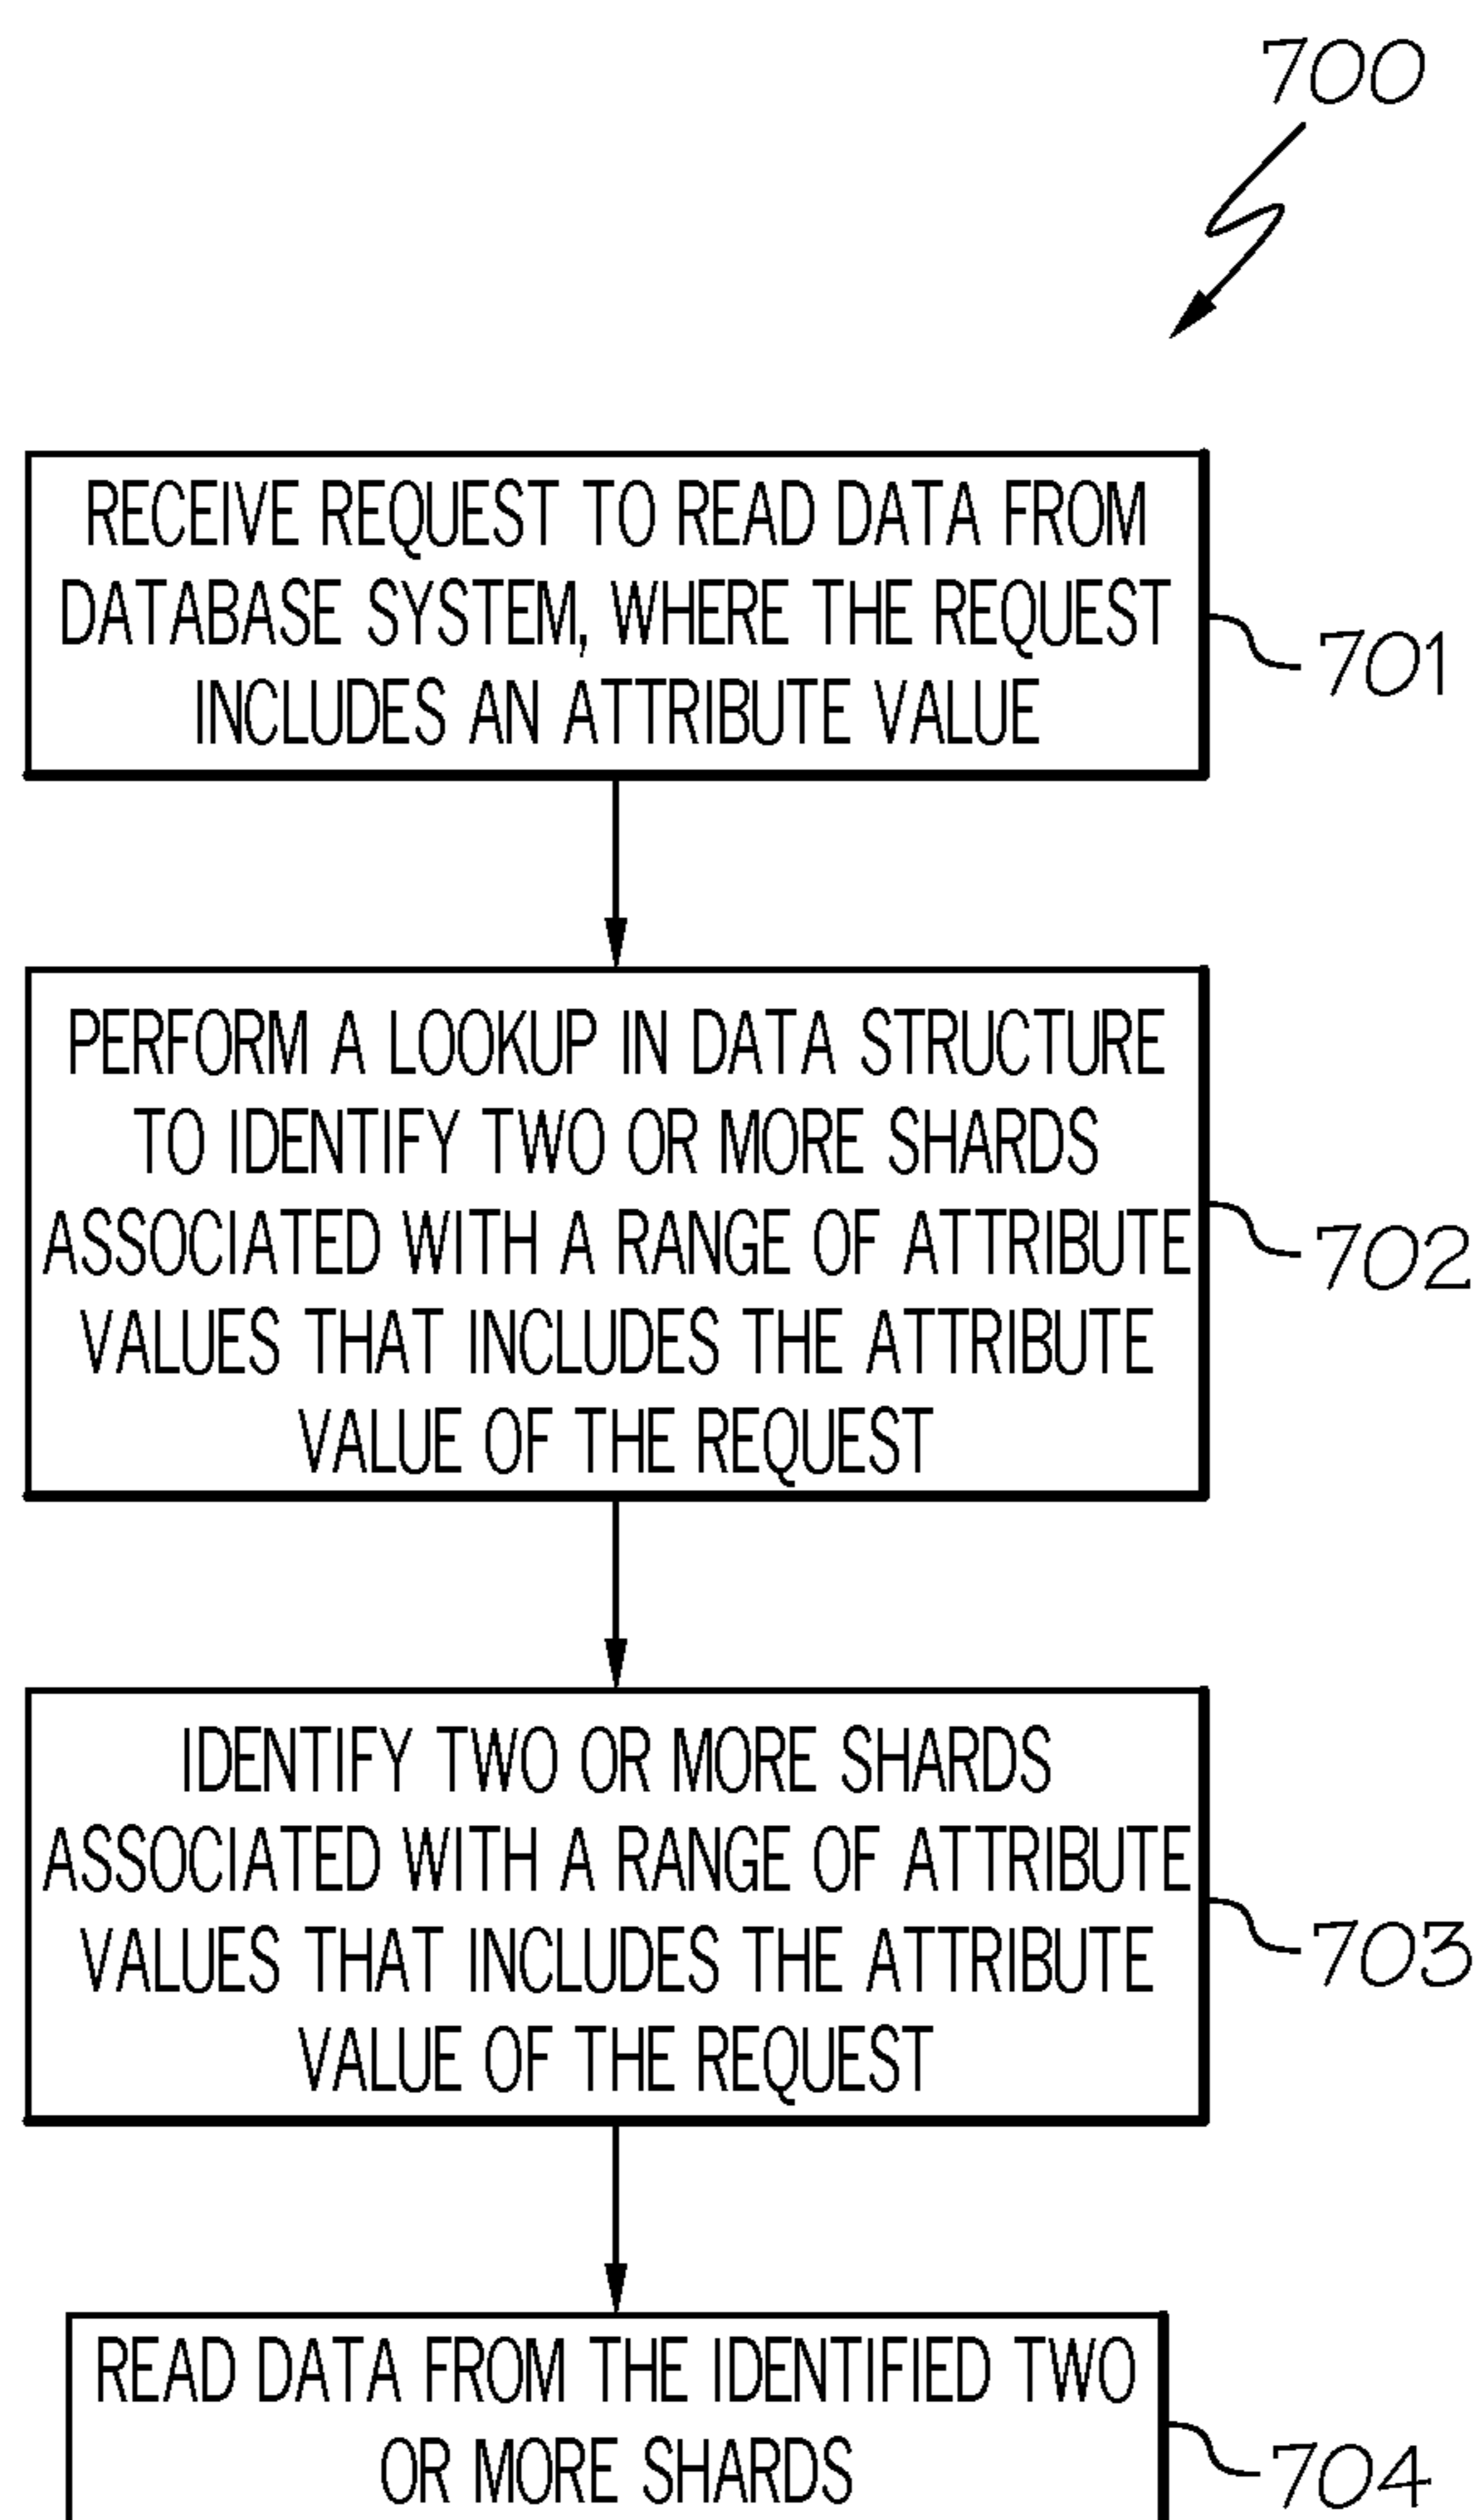 700
RECEIVE REQUEST TO READ DATA FROM
DATABASE SYSTEM, WHERE THE REQUEST
INCLUDES AN ATTRIBUTE VALUE
701
PERFORM A LOOKUP IN DATA STRUCTURE
TO IDENTIFY TWO OR MORE SHARDS
ASSOCIATED WITH A RANGE OF ATTRIBUTE
VALUES THAT INCLUDES THE ATTRIBUTE
VALUE OF THE REQUEST
702
IDENTIFY TWO OR MORE SHARDS
ASSOCIATED WITH A RANGE OF ATTRIBUTE
VALUES THAT INCLUDES THE ATTRIBUTE
VALUE OF THE REQUEST
703
READ DATA FROM THE IDENTIFIED TWO
OR MORE SHARDS
704